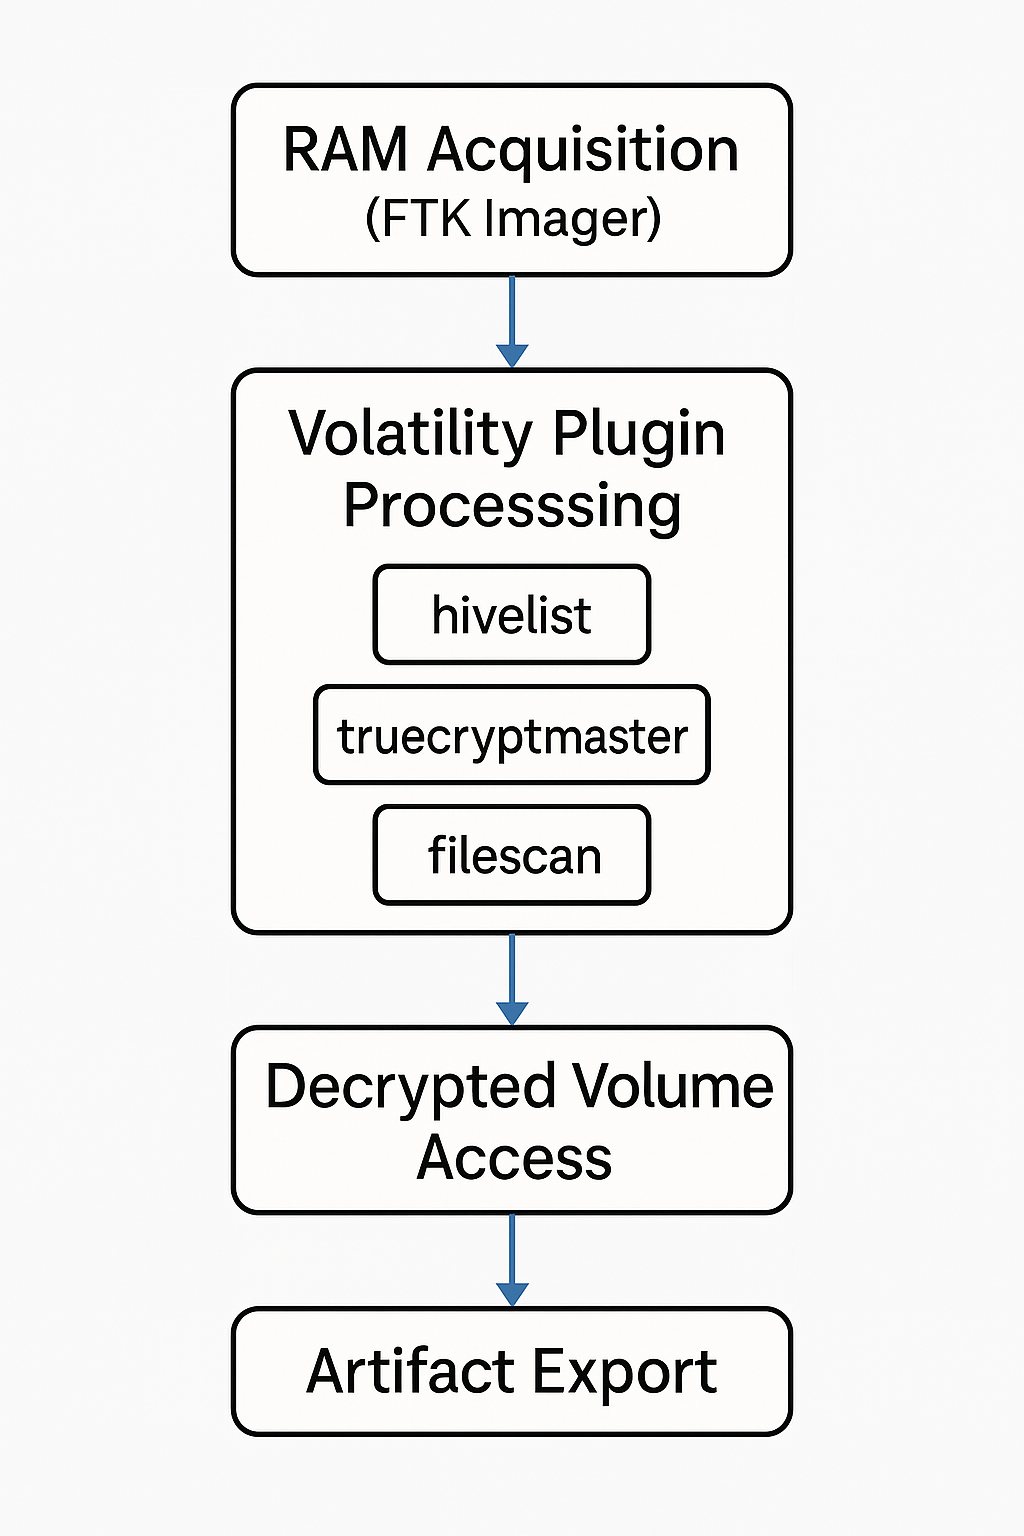 RAM Acquisition
(FTK Imager)
Volatility Plugin
Processsing
hivelist
truecryptmaster
filescan
Decrypted Volume
Access
Artifact Export